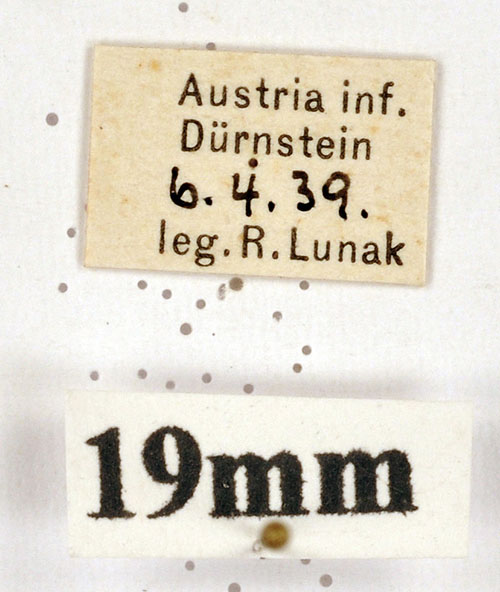 Austria inf.
Dürnstein
6.4.39.
leg. R. Lunak
19mm